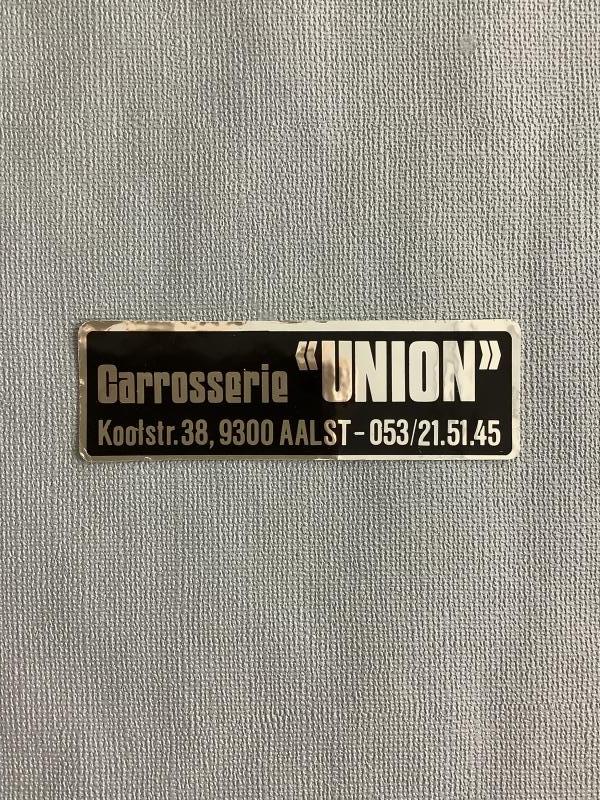 Carrosserie “UNION”
Kootstr. 38, 9300 AALST - 053/21.51.45